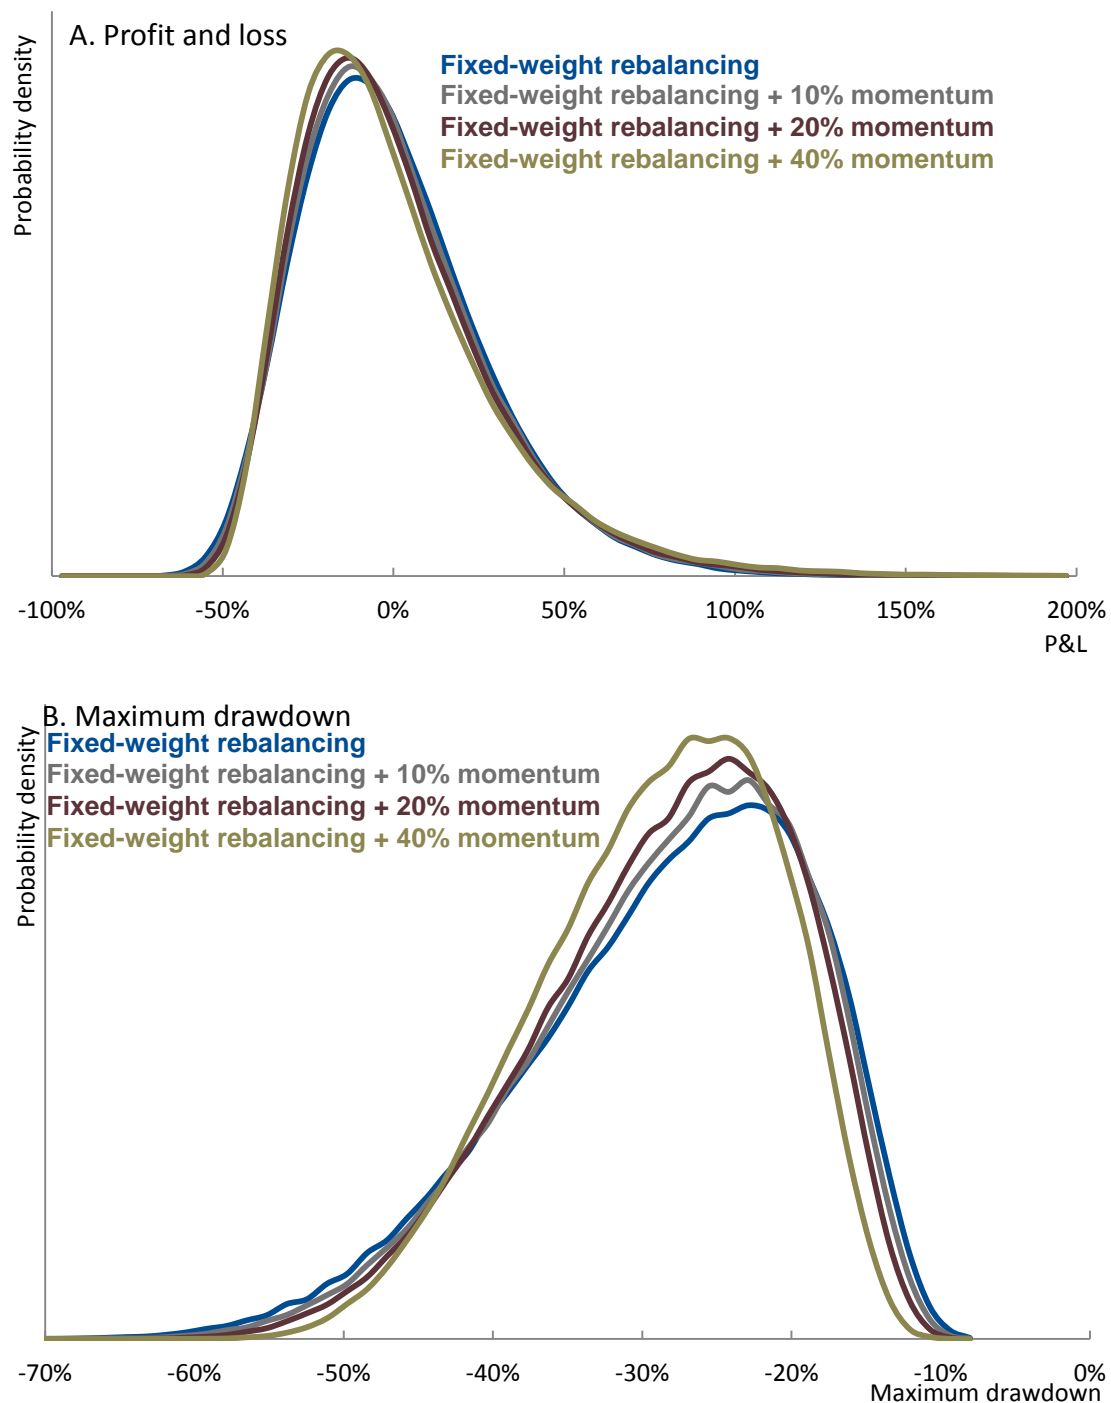 A. Profit and loss
Probability density
Fixed-weight rebalancing
Fixed-weight rebalancing + 10% momentum
Fixed-weight rebalancing + 20% momentum
Fixed-weight rebalancing + 40% momentum
-100% -50% 0% 50% 100% 150% 200%
P&L
B. Maximum drawdown
Probability density
Fixed-weight rebalancing
Fixed-weight rebalancing + 10% momentum
Fixed-weight rebalancing + 20% momentum
Fixed-weight rebalancing + 40% momentum
-70% -60% -50% -40% -30% -20% -10% 0%
Maximum drawdown